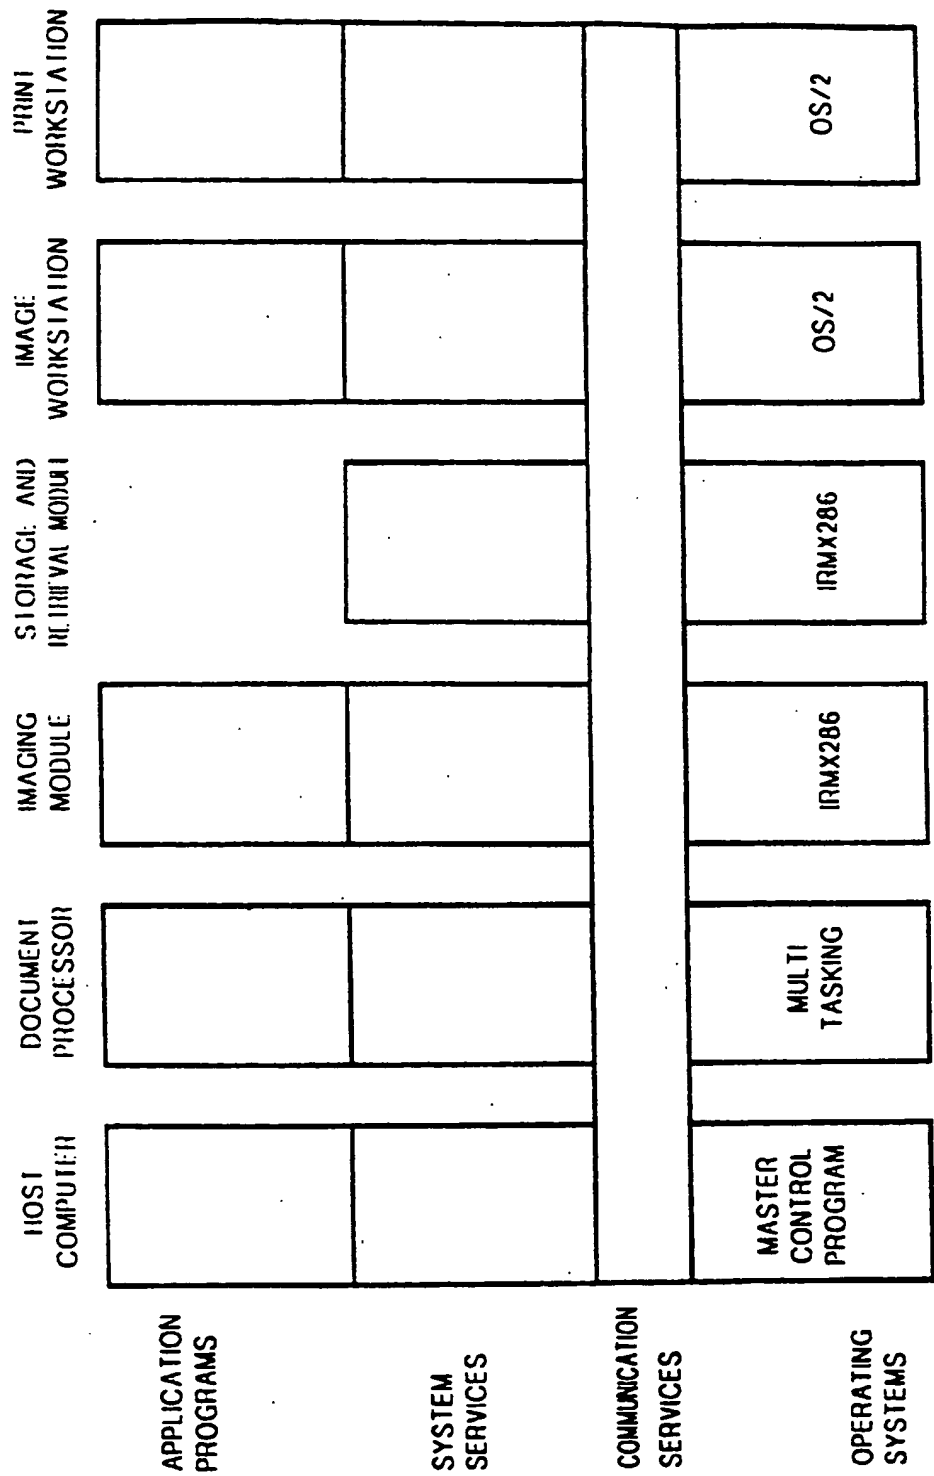 HOST
COMPUTER
DOCUMENT
PROCESSOR
IMAGING
MODULE
STORAGE AND
RETRIEVAL MODUL
IMAGE
WORKSTATION
PRINT
WORKSTATION
APPLICATION
PROGRAMS
SYSTEM
SERVICES
COMMUNICATION
SERVICES
OPERATING
SYSTEMS
MASTER
CONTROL
PROGRAM
MULTI
TASKING
IRMX286
IRMX286
OS/2
OS/2